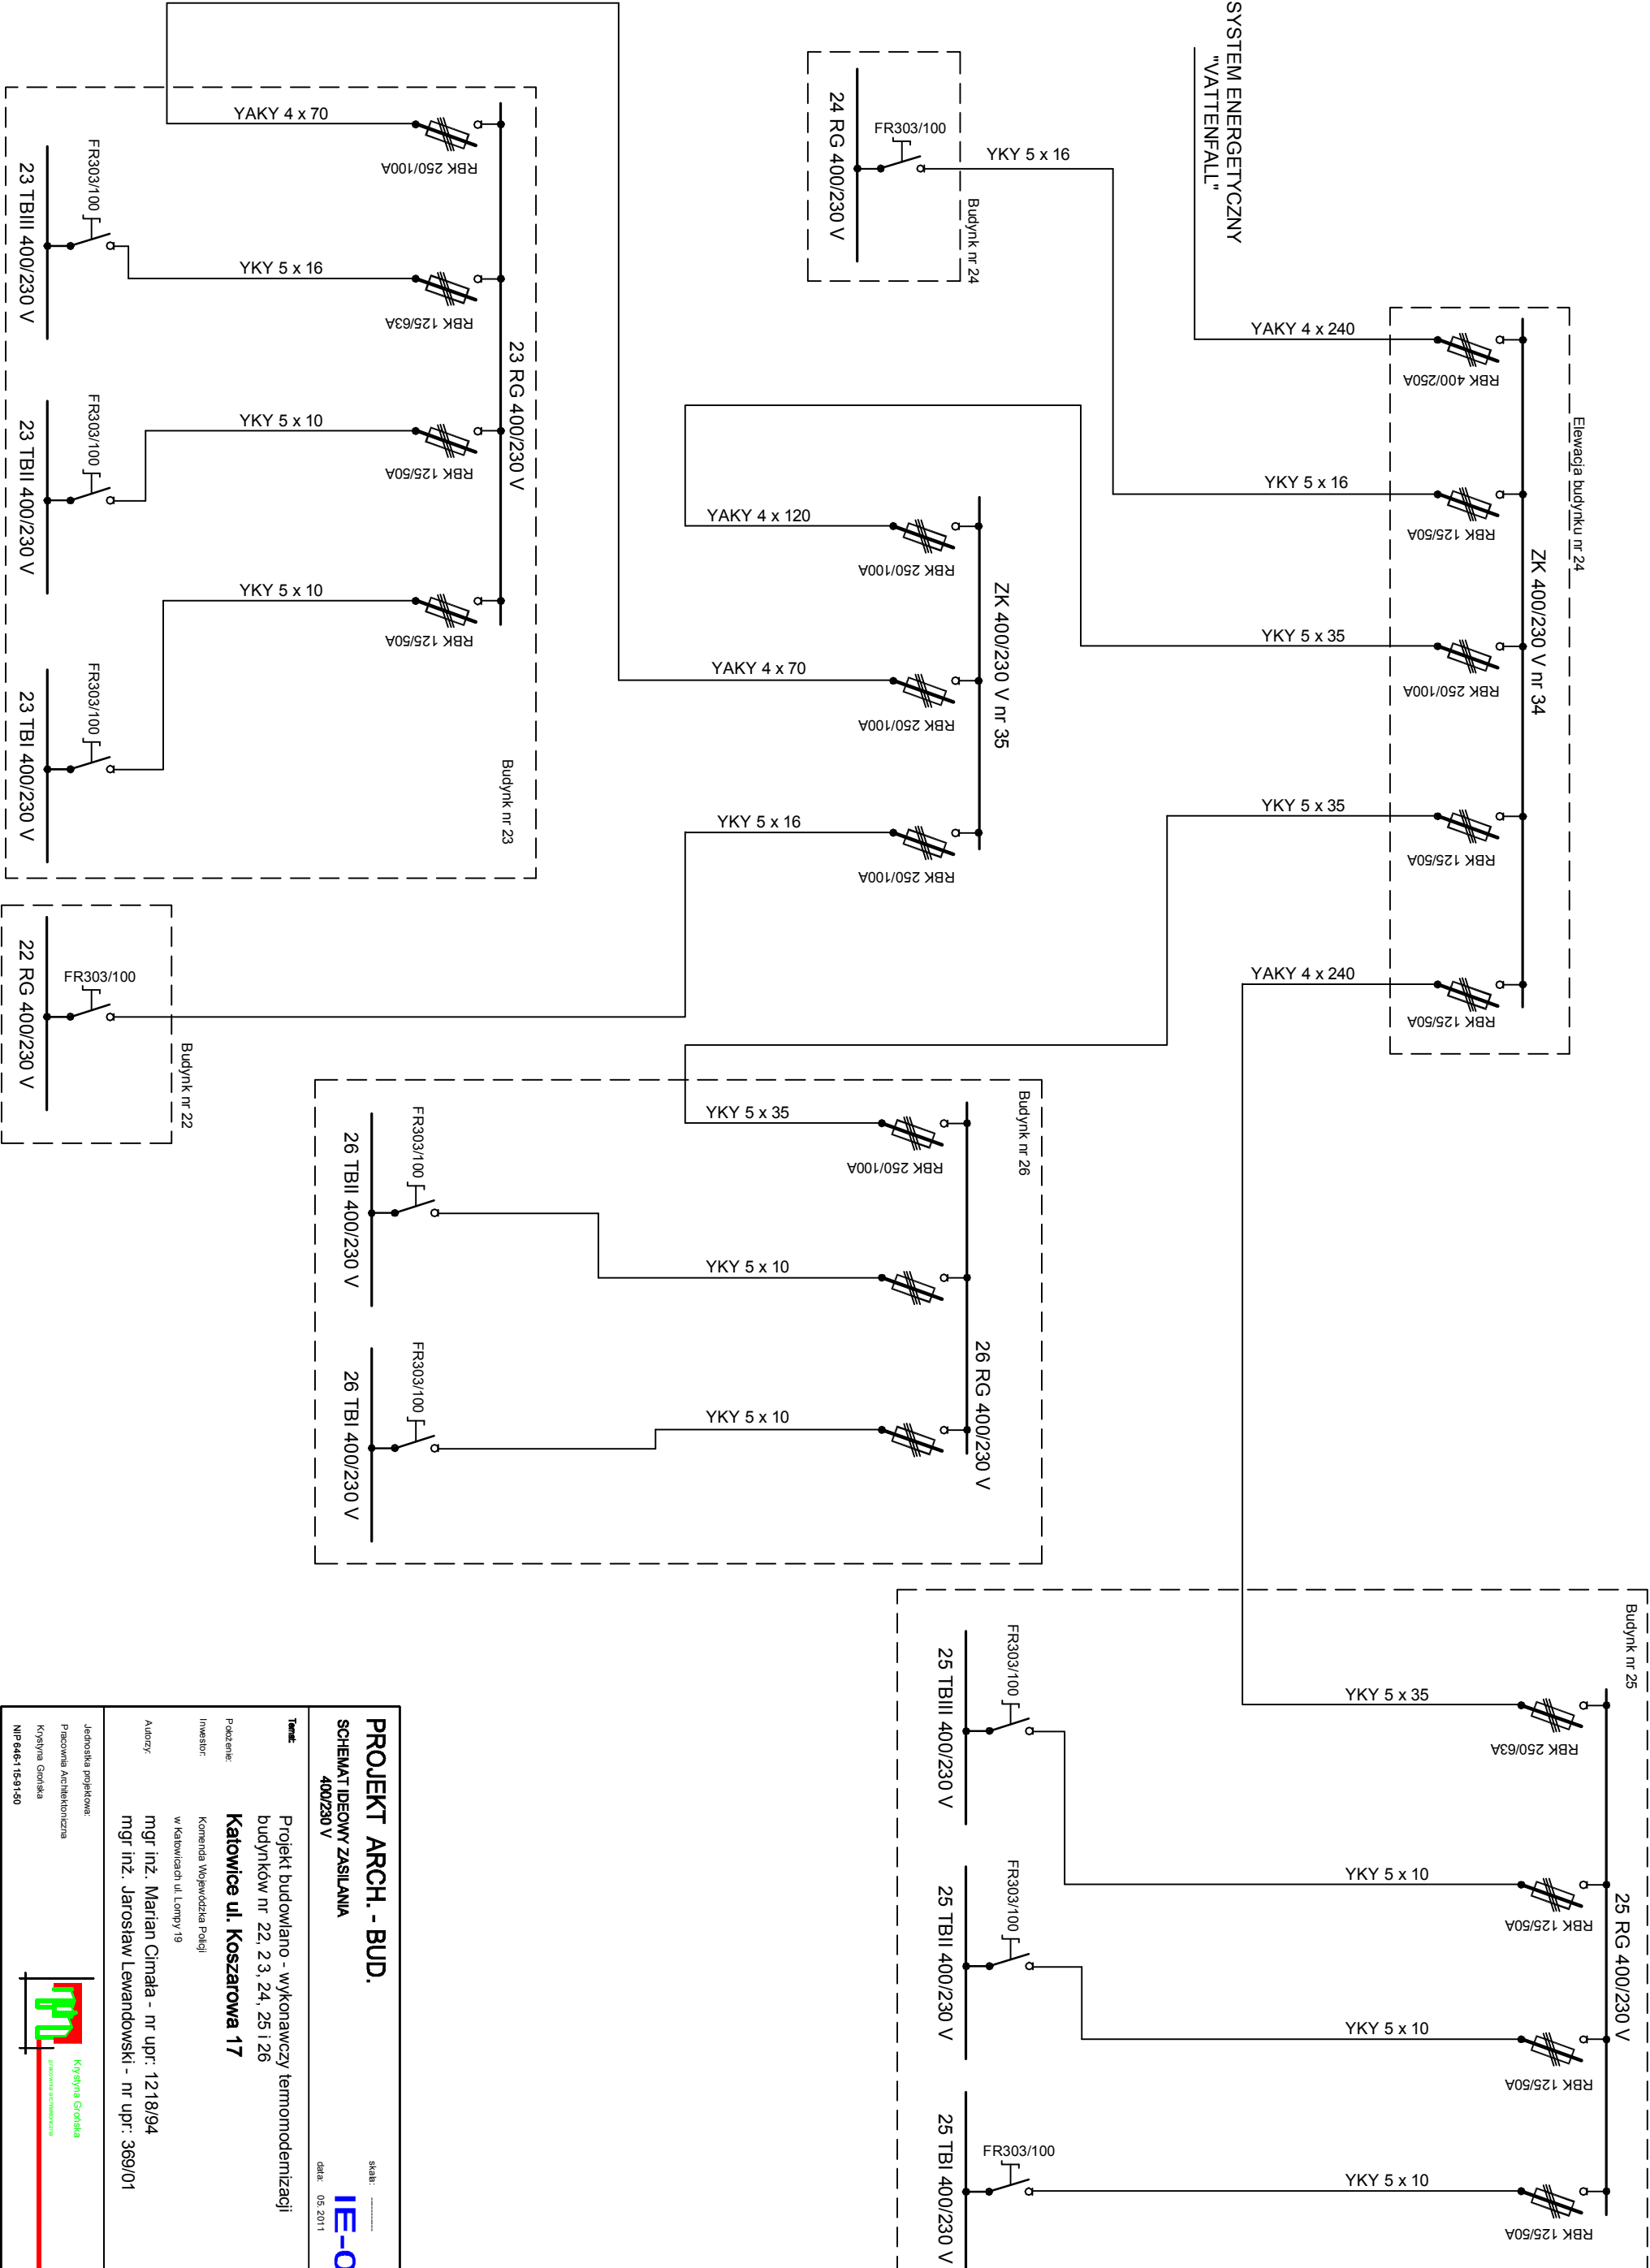 SYSTEM ENERGETYCZNY
"VATTENFALL"
Elewacja budynku nr 24
ZK 400/230 V nr 34
YAKY 4 x 240
RBK 400/250A
YKY 5 x 16
RBK 125/50A
YKY 5 x 35
RBK 250/100A
YKY 5 x 35
RBK 125/50A
YAKY 4 x 240
RBK 125/50A
Budynk nr 24
24 RG 400/230 V
FR303/100
YKY 5 x 16
ZK 400/230 V nr 35
YAKY 4 x 120
RBK 250/100A
YAKY 4 x 70
RBK 250/100A
YKY 5 x 16
RBK 250/100A
Budynk nr 23
23 RG 400/230 V
YAKY 4 x 70
RBK 250/100A
YKY 5 x 16
RBK 125/63A
YKY 5 x 10
RBK 125/50A
YKY 5 x 10
RBK 125/50A
FR303/100
23 TBIII 400/230 V
FR303/100
23 TBII 400/230 V
FR303/100
23 TBI 400/230 V
Budynk nr 22
FR303/100
22 RG 400/230 V
Budynk nr 26
26 RG 400/230 V
YKY 5 x 35
RBK 250/100A
YKY 5 x 10
YKY 5 x 10
FR303/100
26 TBII 400/230 V
FR303/100
26 TBI 400/230 V
Budynk nr 25
25 RG 400/230 V
YKY 5 x 35
RBK 250/63A
YKY 5 x 10
RBK 125/50A
YKY 5 x 10
RBK 125/50A
YKY 5 x 10
RBK 125/50A
FR303/100
25 TBIII 400/230 V
FR303/100
25 TBII 400/230 V
FR303/100
25 TBI 400/230 V
PROJEKT ARCH. - BUD.
SCHEMAT IDEOWY ZASILANIA
400/230 V
skala: ----------
IE-0
data: 05. 2011
Temat:
Projekt budowlano - wykonawczy termomodernizacji
budynków nr 22, 23, 24, 25 i 26
Położenie:
Katowice ul. Koszarowa 17
Inwestor:
Komenda Wojewódzka Policji
w Katowicach ul. Lompy 19
Autorzy:
mgr inż. Marian Cimała - nr upr: 1218/94
mgr inż. Jarosław Lewandowski - nr upr: 369/01
Jednostka projektowa:
Pracownia Architektoniczna
Krystyna Grońska
NIP 646-115-91-50
Krystyna Grońska
pracownia architektoniczna